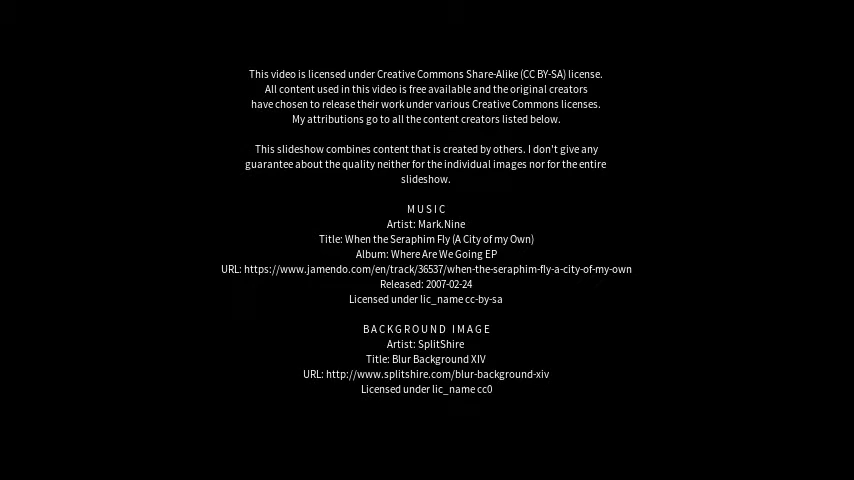 This video is licensed under Creative Commons Share-Alike (CC BY-SA) license.
All content used in this video is free available and the original creators
have chosen to release their work under various Creative Commons licenses.
My attributions go to all the content creators listed below.
This slideshow combines content that is created by others. I don't give any
guarantee about the quality neither for the individual images nor for the entire
slideshow.
MUSIC
Artist: Mark.Nine
Title: When the Seraphim Fly (A City of my Own)
Album: Where Are We Going EP
URL: https://www.jamendo.com/en/track/36537/when-the-seraphim-fly-a-city-of-my-own
Released: 2007-02-24
Licensed under lic_name cc-by-sa
BACKGROUND IMAGE
Artist: SplitShire
Title: Blur Background XIV
URL: http://www.splitshire.com/blur-background-xiv
Licensed under lic_name cc0